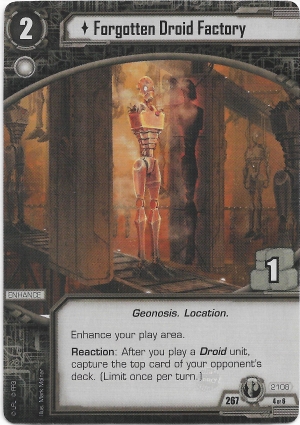 2
Forgotten Droid Factory
1
ENHANCE
Geonosis. Location.
Enhance your play area.
Reaction: After you play a Droid unit,
capture the top card of your opponent's
deck. (Limit once per turn.)
2108
267
4 of 6